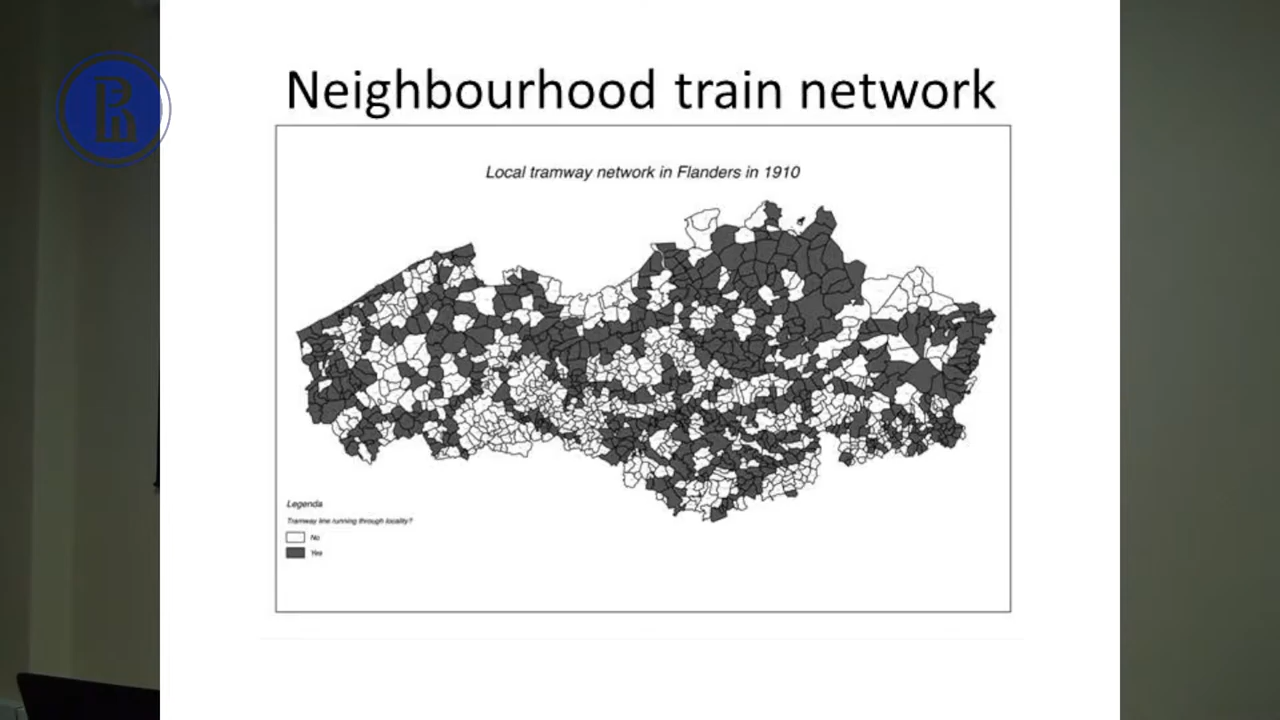 Neighbourhood train network
Local tramway network in Flanders in 1910
Legenda
Tramway line running through locality?
No
Yes